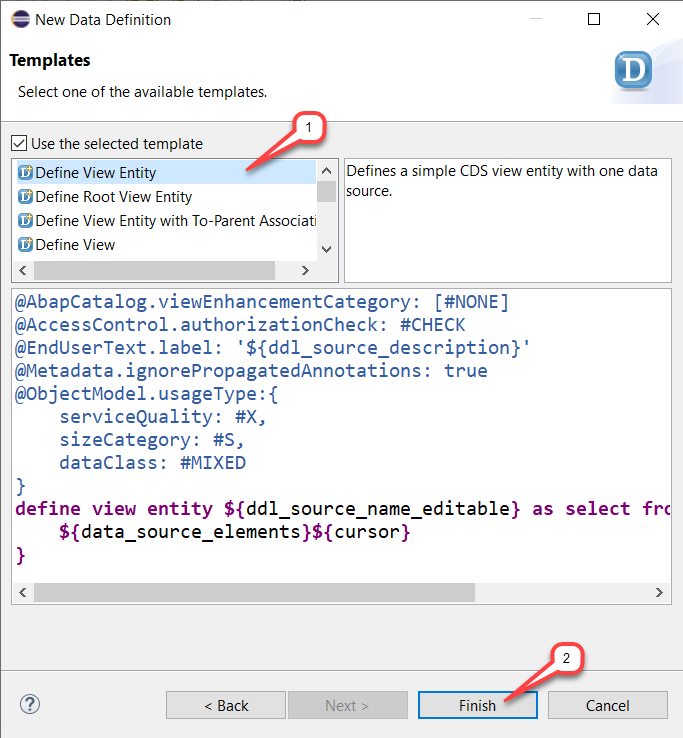 New Data Definition
Templates
Select one of the available templates.
D
1
Use the selected template
Define View Entity
Define Root View Entity
Define View Entity with To-Parent Associati
Define View
Defines a simple CDS view entity with one data
source.
@AbapCatalog.viewEnhancementCategory: [#NONE]
@AccessControl.authorizationCheck: #CHECK
@EndUserText.label: '${ddl_source_description}'
@Metadata.ignorePropagatedAnnotations: true
@ObjectModel.usageType:{
    serviceQuality: #X,
    sizeCategory: #S,
    dataClass: #MIXED
}
define view entity ${ddl_source_name_editable} as select fro
    ${data_source_elements}${cursor}
}
2
?
< Back
Next >
Finish
Cancel